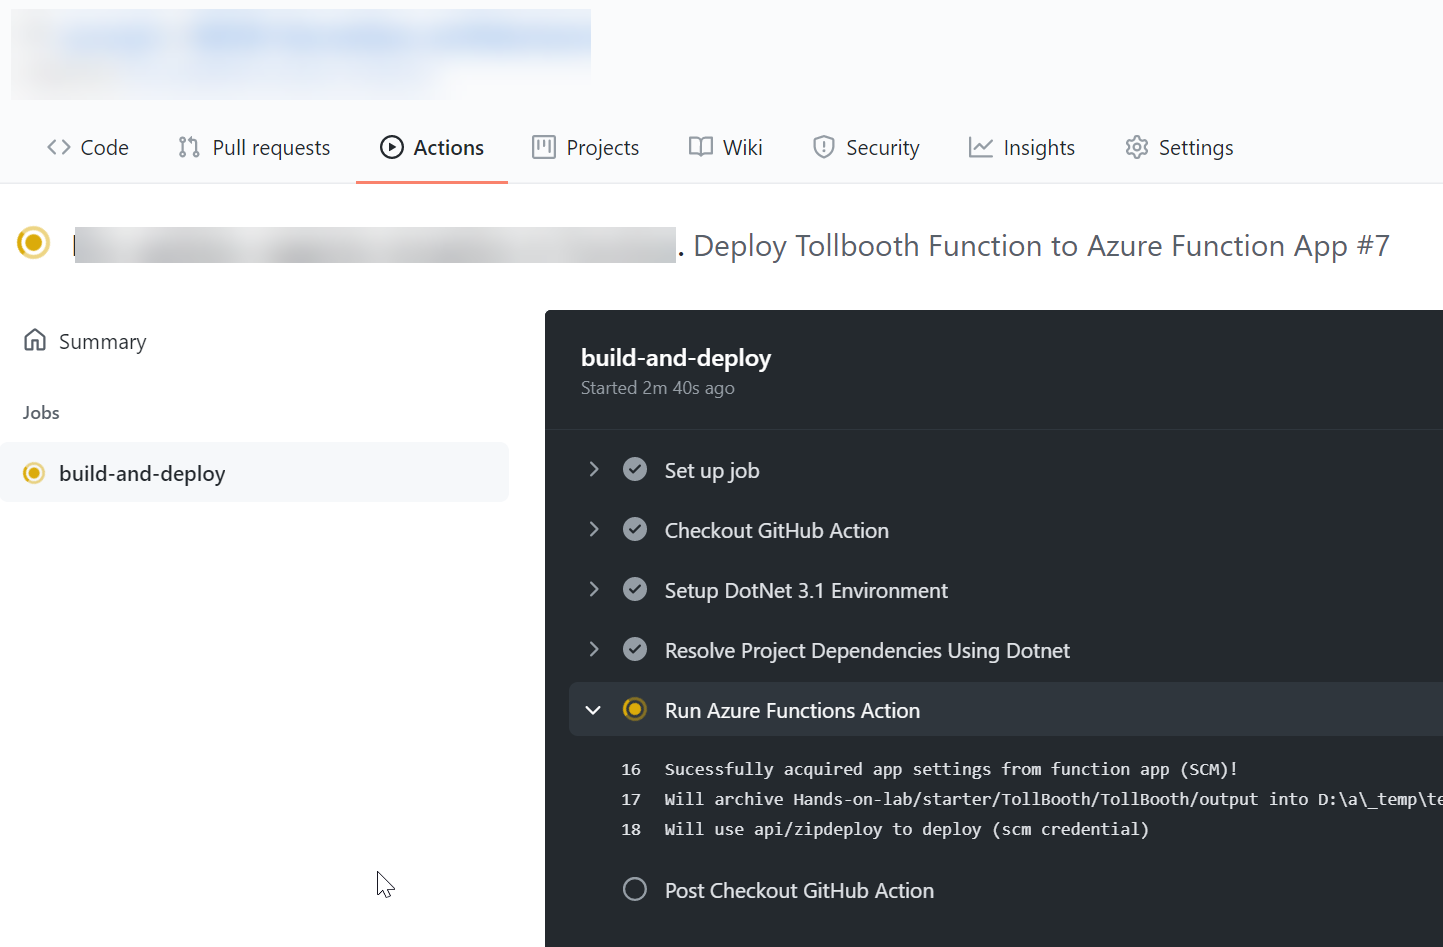 Code Pull requests Actions Projects Wiki Security Insights Settings
. Deploy Tollbooth Function to Azure Function App #7
Summary
Jobs
build-and-deploy
build-and-deploy
Started 2m 40s ago
Set up job
Checkout GitHub Action
Setup DotNet 3.1 Environment
Resolve Project Dependencies Using Dotnet
Run Azure Functions Action
16 Sucessfully acquired app settings from function app (SCM)!
17 Will archive Hands-on-lab/starter/TollBooth/TollBooth/output into D:\a\_temp\te
18 Will use api/zipdeploy to deploy (scm credential)
Post Checkout GitHub Action